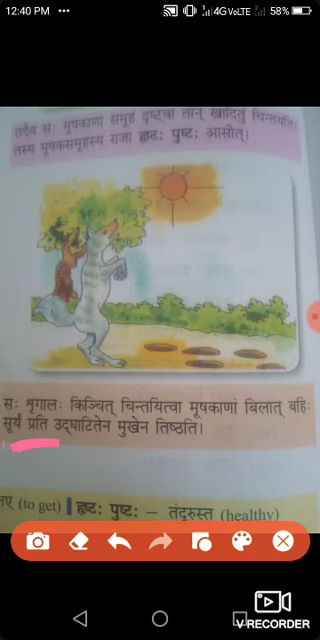 12:40 PM ... 4G VoLTE 58%
तदैव सः मूषकाणां समूहं दृष्ट्वा तान् खादितुं चिन्तयति।
तस्य मूषकसमूहस्य राजा हृष्टः पुष्टः आसीत्।
सः शृगालः किञ्चित् चिन्तयित्वा मूषकाणां बिलात् बहिः
सूर्यं प्रति उद्घाटितेन मुखेन तिष्ठति।
(to get) हृष्टः पुष्टः – तंदुरुस्त (healthy)
V RECORDER